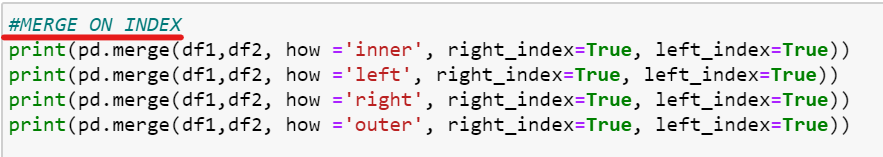 #MERGE ON INDEX
print(pd.merge(df1,df2, how ='inner', right_index=True, left_index=True))
print(pd.merge(df1,df2, how ='left', right_index=True, left_index=True))
print(pd.merge(df1,df2, how ='right', right_index=True, left_index=True))
print(pd.merge(df1,df2, how ='outer', right_index=True, left_index=True))